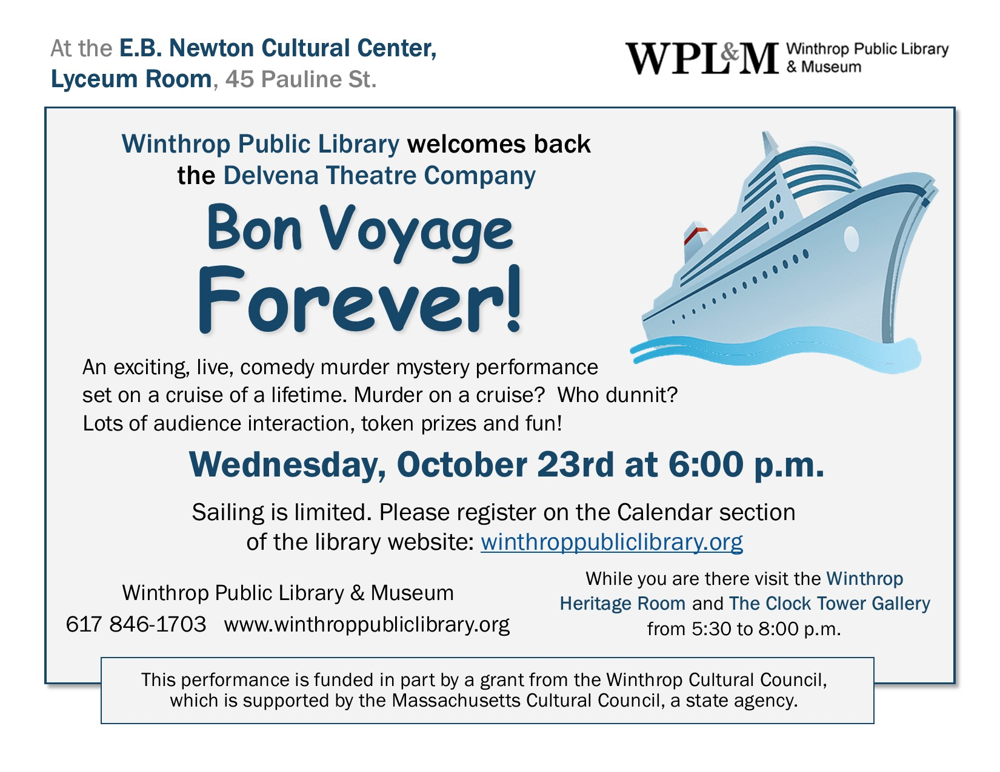 At the E.B. Newton Cultural Center,
Lyceum Room, 45 Pauline St.
WPL&M Winthrop Public Library
& Museum
Winthrop Public Library welcomes back
the Delvena Theatre Company
Bon Voyage
Forever!
An exciting, live, comedy murder mystery performance
set on a cruise of a lifetime. Murder on a cruise?  Who dunnit?
Lots of audience interaction, token prizes and fun!
Wednesday, October 23rd at 6:00 p.m.
Sailing is limited. Please register on the Calendar section
of the library website: winthroppubliclibrary.org
Winthrop Public Library & Museum
617 846-1703   www.winthroppubliclibrary.org
While you are there visit the Winthrop
Heritage Room and The Clock Tower Gallery
from 5:30 to 8:00 p.m.
This performance is funded in part by a grant from the Winthrop Cultural Council,
which is supported by the Massachusetts Cultural Council, a state agency.